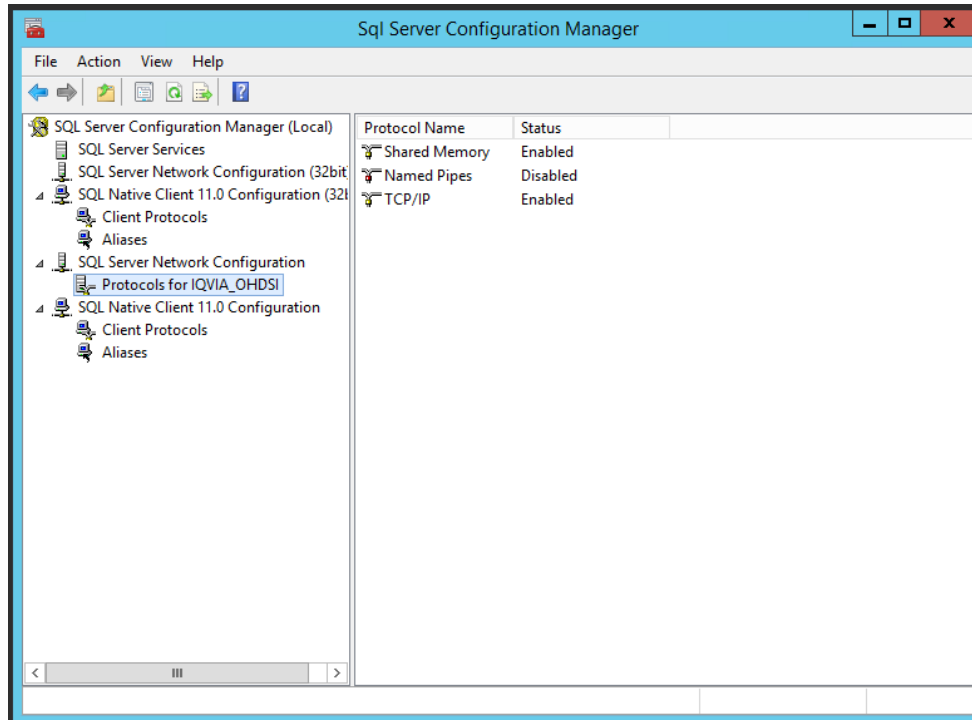 Sql Server Configuration Manager
File Action View Help
SQL Server Configuration Manager (Local)
SQL Server Services
SQL Server Network Configuration (32bit
SQL Native Client 11.0 Configuration (32b
Client Protocols
Aliases
SQL Server Network Configuration
Protocols for IQVIA_OHDSI
SQL Native Client 11.0 Configuration
Client Protocols
Aliases
Protocol Name Status
Shared Memory Enabled
Named Pipes Disabled
TCP/IP Enabled